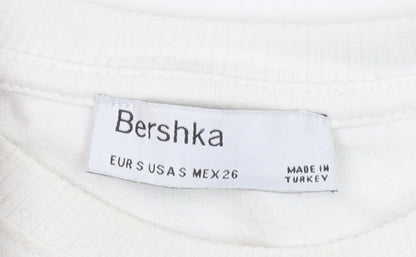 Bershka
EUR S USA S MEX 26
MADE IN
TURKEY